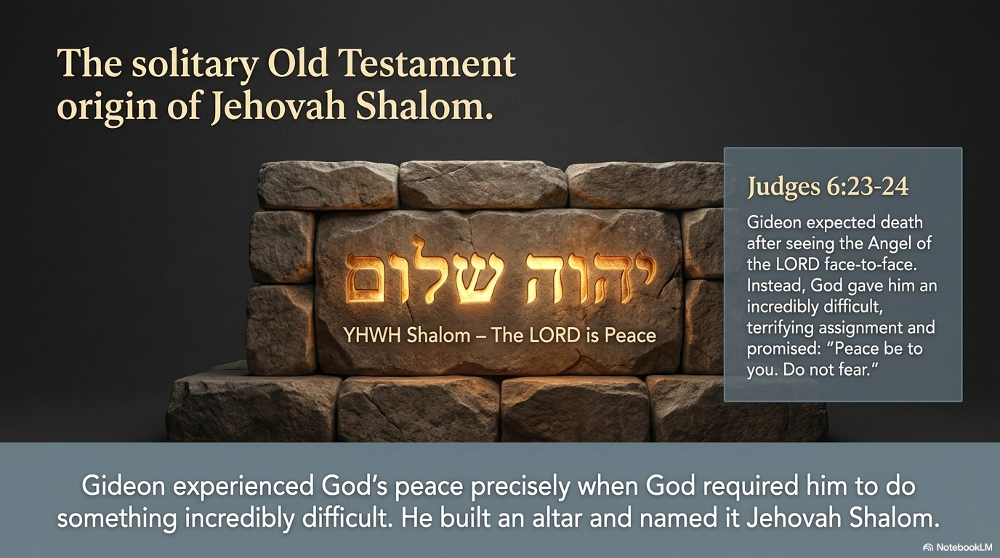 The solitary Old Testament
origin of Jehovah Shalom.
יהוה שלום
YHWH Shalom – The LORD is Peace
Judges 6:23-24
Gideon expected death
after seeing the Angel of
the LORD face-to-face.
Instead, God gave him an
incredibly difficult,
terrifying assignment and
promised: “Peace be to
you. Do not fear.”
Gideon experienced God’s peace precisely when God required him to do
something incredibly difficult. He built an altar and named it Jehovah Shalom.
NotebookLM